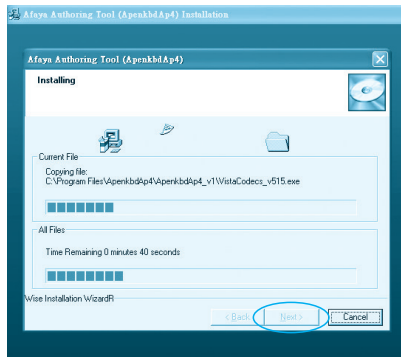 Afaya Authoring Tool (ApenkbdAp4) Installation
Afaya Authoring Tool (ApenkbdAp4)
Installing
Current File
Copying file:
C:\Program Files\ApenkbdAp4\ApenkbdAp4_v1\VistaCodecs_v515.exe
All Files
Time Remaining 0 minutes 40 seconds
Wise Installation WizardR
< Back Next > Cancel